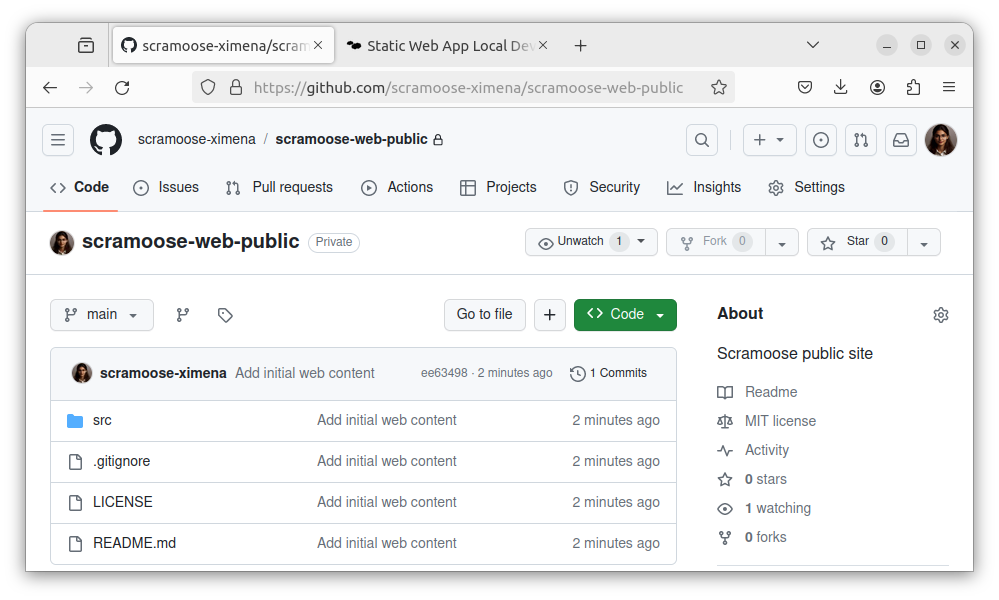 scramoose-ximena/scram
Static Web App Local Dev
https://github.com/scramoose-ximena/scramoose-web-public
scramoose-ximena / scramoose-web-public
Code Issues Pull requests Actions Projects Security Insights Settings
scramoose-web-public Private Unwatch 1 Fork 0 Star 0
main Go to file Code
scramoose-ximena Add initial web content ee63498 · 2 minutes ago 1 Commits
src Add initial web content 2 minutes ago
.gitignore Add initial web content 2 minutes ago
LICENSE Add initial web content 2 minutes ago
README.md Add initial web content 2 minutes ago
About
Scramoose public site
Readme
MIT license
Activity
0 stars
1 watching
0 forks